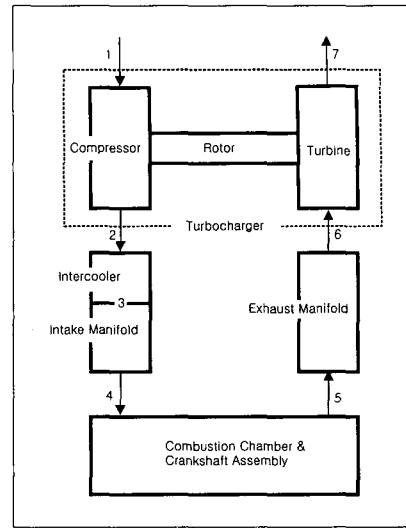 1
7
Compressor
Rotor
Turbine
Turbocharger
2
6
Intercooler
3
Intake Manifold
Exhaust Manifold
4
5
Combustion Chamber &
Crankshaft Assembly